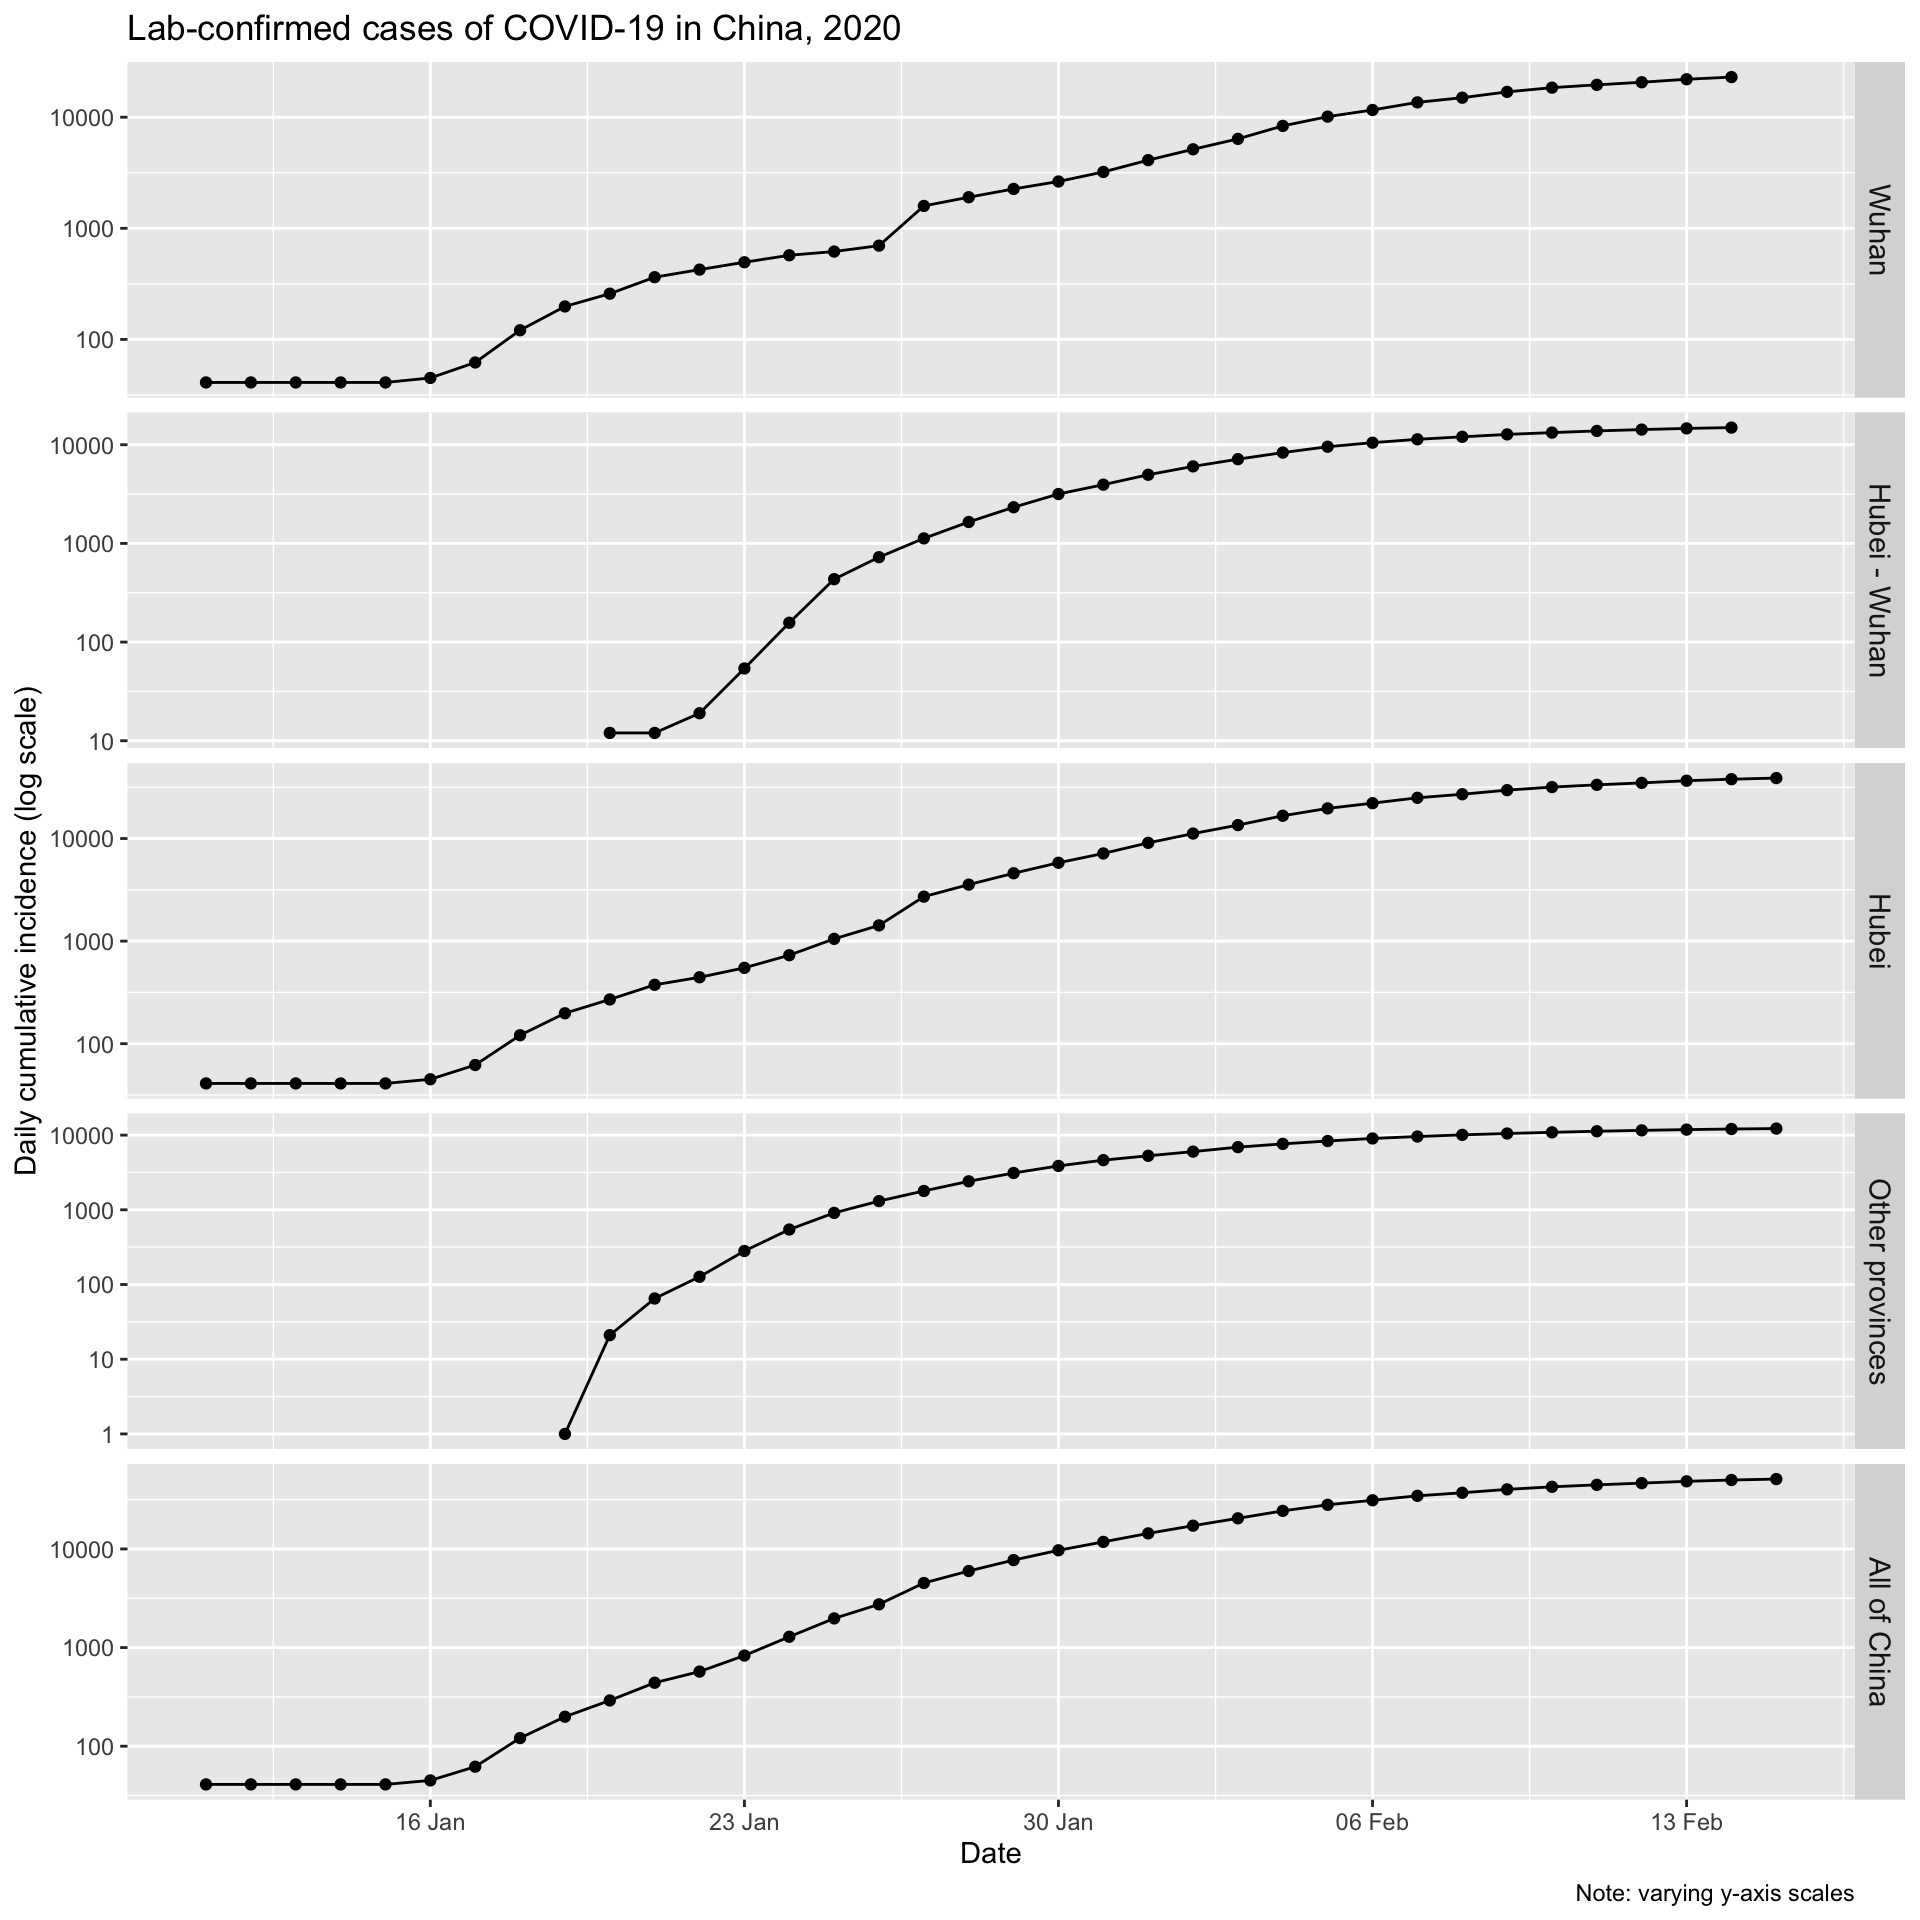 Lab-confirmed cases of COVID-19 in China, 2020
Daily cumulative incidence (log scale)
10000
1000
100
Wuhan
10000
1000
100
10
Hubei - Wuhan
10000
1000
100
Hubei
10000
1000
100
10
1
Other provinces
10000
1000
100
All of China
16 Jan
23 Jan
30 Jan
06 Feb
13 Feb
Date
Note: varying y-axis scales